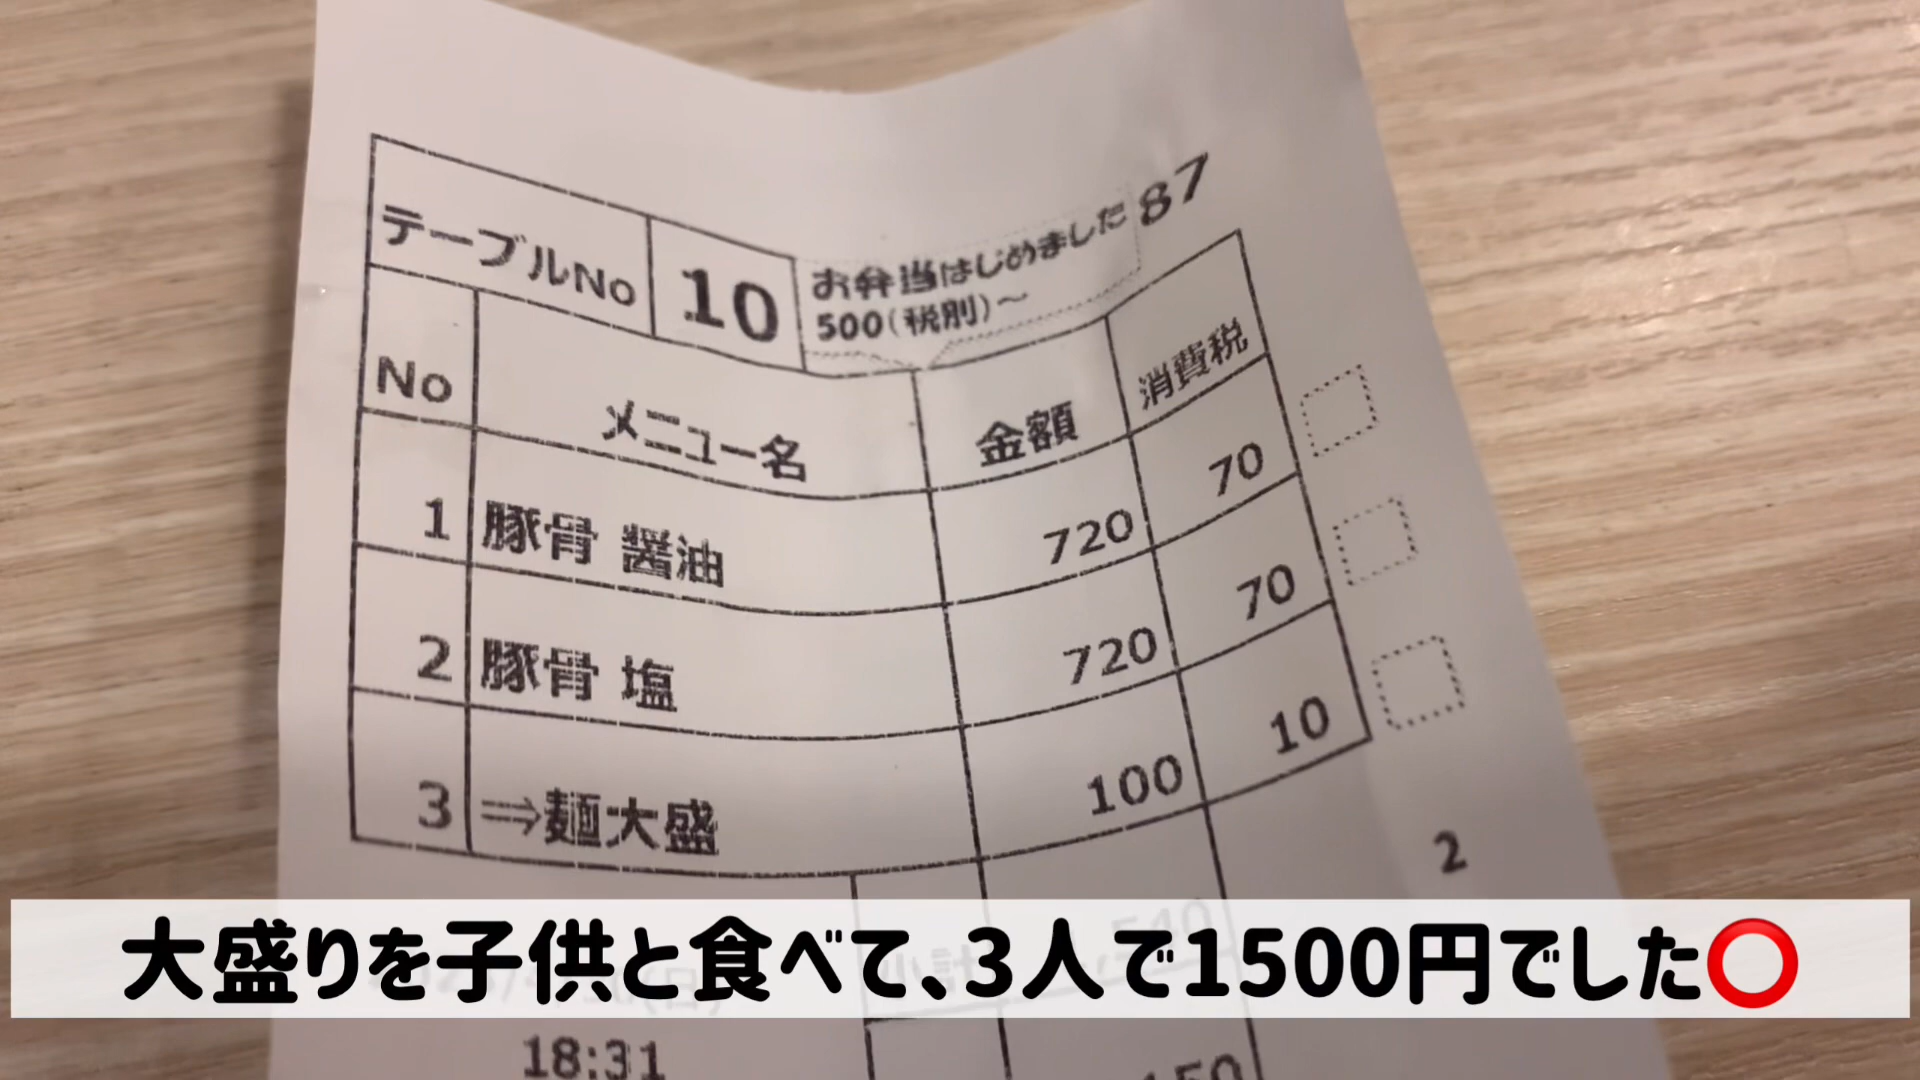 テーブルNo 10 お弁当はじめました 87
500(税別)~
No メニュー名 金額 消費税
1 豚骨 醤油 720 70
2 豚骨 塩 720 70
3 ⇒麺大盛 100 10
2
大盛りを子供と食べて、3人で1500円でした⭕
18:31